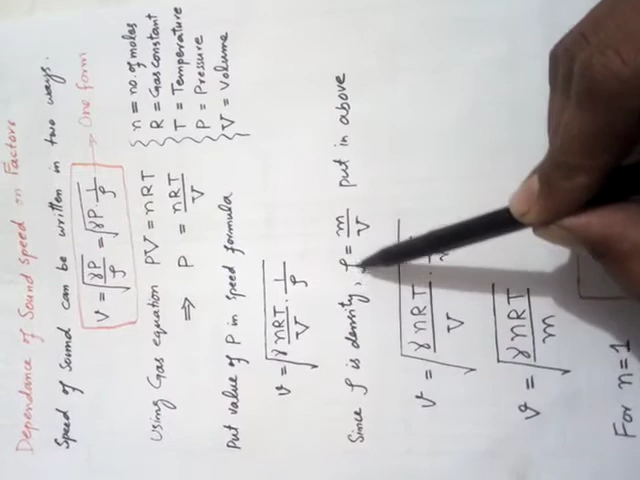 Dependance of Sound Speed on Factors
Speed of Sound can be written in two ways.
V = √(γP/ρ) = √(γP 1/ρ) → One form
Using Gas equation PV = nRT
⇒ P = nRT/V
n = no. of moles
R = Gas constant
T = Temperature
P = Pressure
V = Volume
Put value of P in speed formula
v = √(γnRT/V · 1/ρ)
Since ρ is density, ρ = m/V put in above
v = √(γnRT/V ·
v = √(γnRT/m)
For n=1